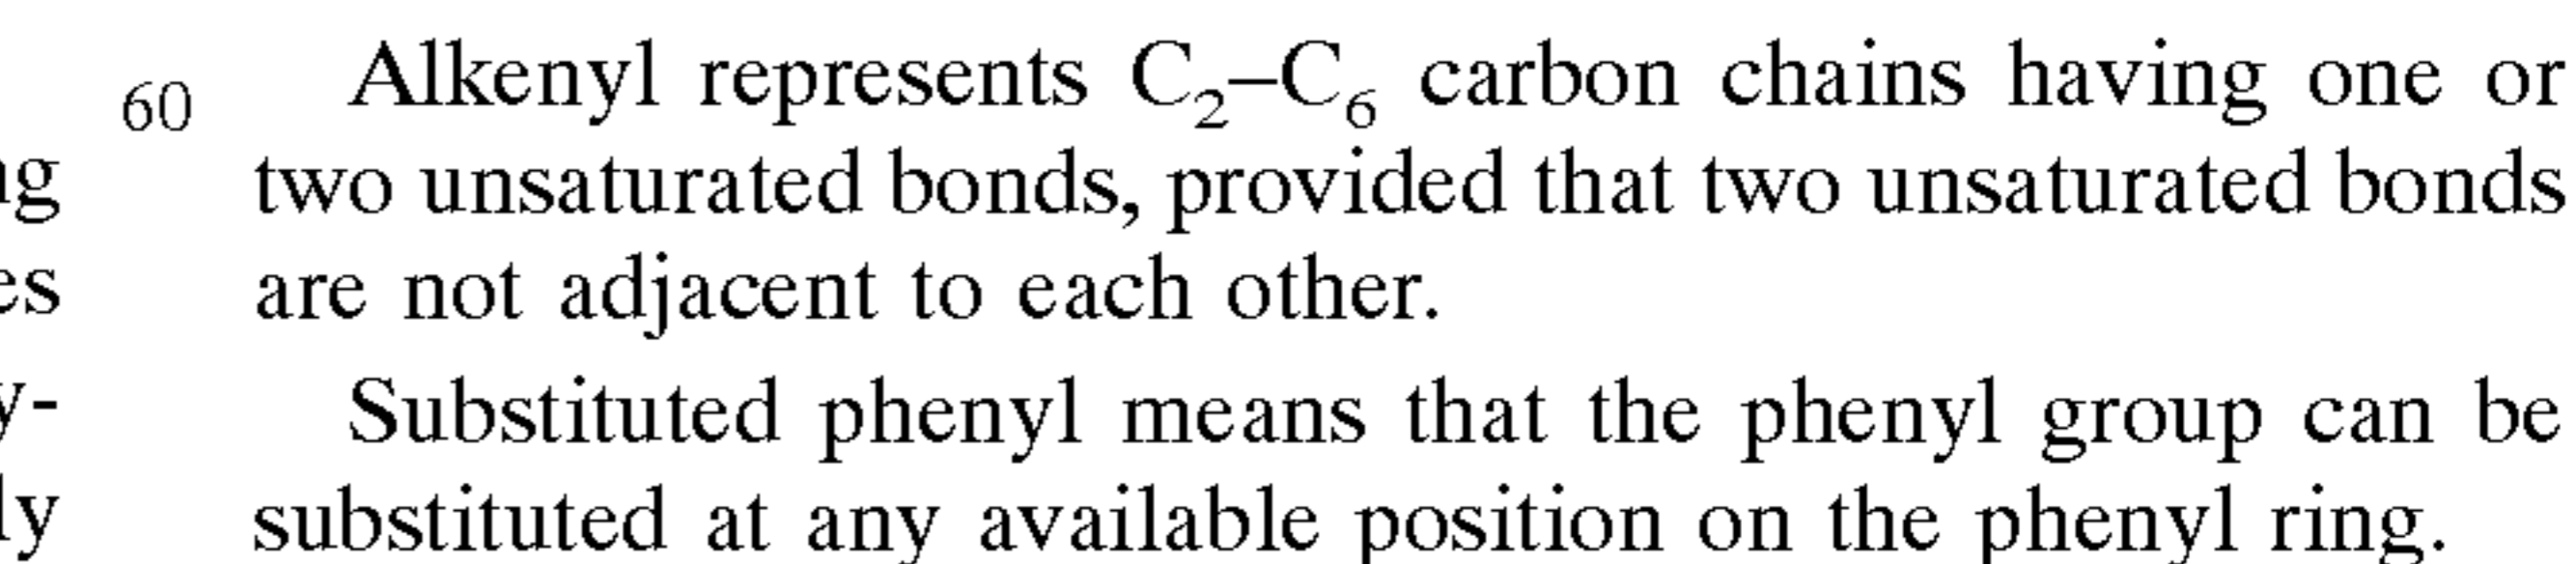 60 Alkenyl represents C₂–C₆ carbon chains having one or
two unsaturated bonds, provided that two unsaturated bonds
are not adjacent to each other.
Substituted phenyl means that the phenyl group can be
substituted at any available position on the phenyl ring.